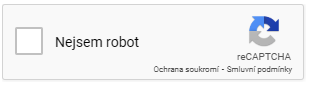 Nejsem robot
reCAPTCHA
Ochrana soukromí - Smluvní podmínky